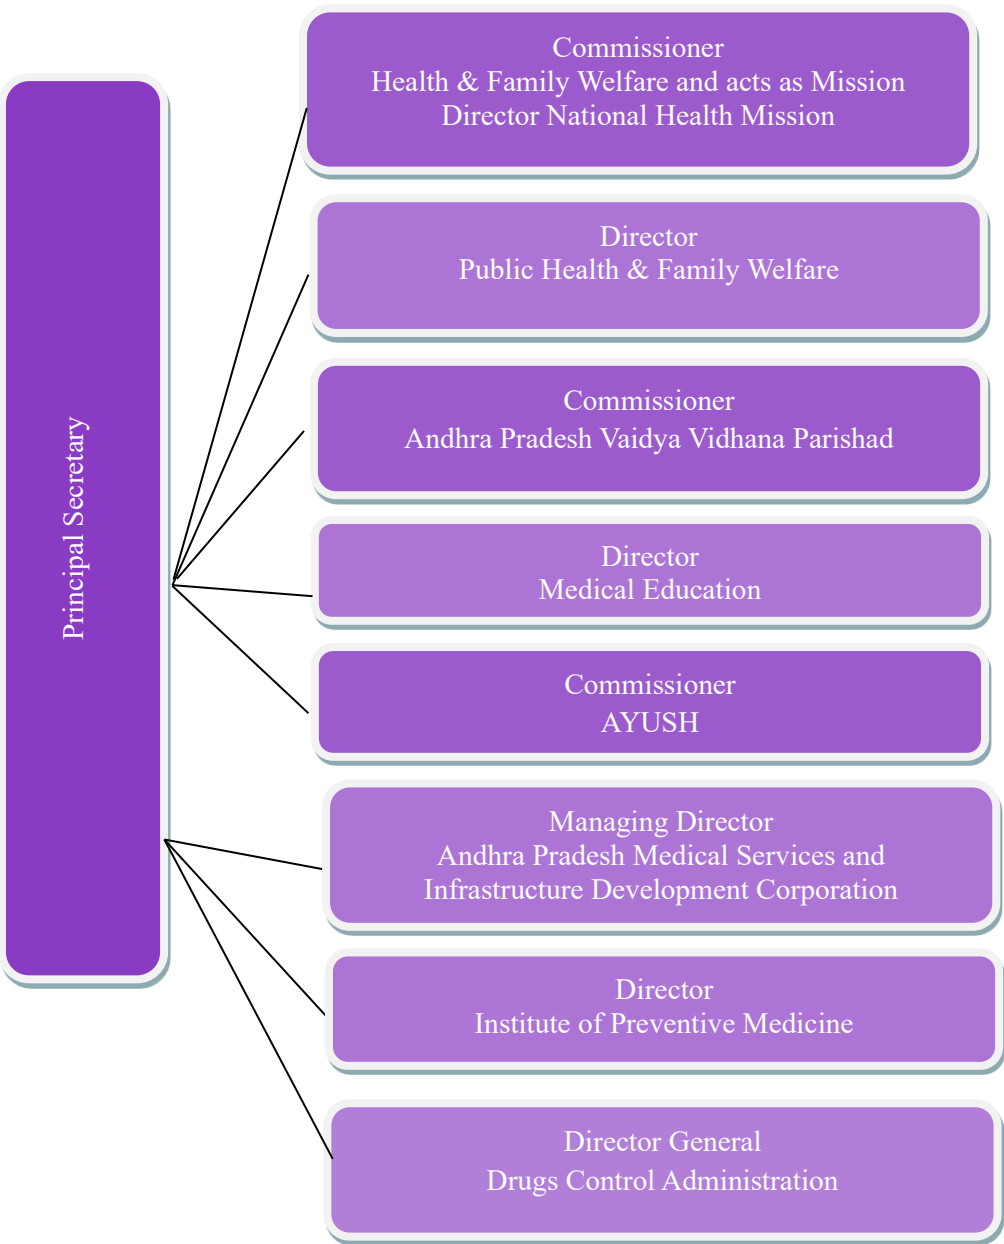 Principal Secretary
Commissioner
Health & Family Welfare and acts as Mission
Director National Health Mission
Director
Public Health & Family Welfare
Commissioner
Andhra Pradesh Vaidya Vidhana Parishad
Director
Medical Education
Commissioner
AYUSH
Managing Director
Andhra Pradesh Medical Services and
Infrastructure Development Corporation
Director
Institute of Preventive Medicine
Director General
Drugs Control Administration